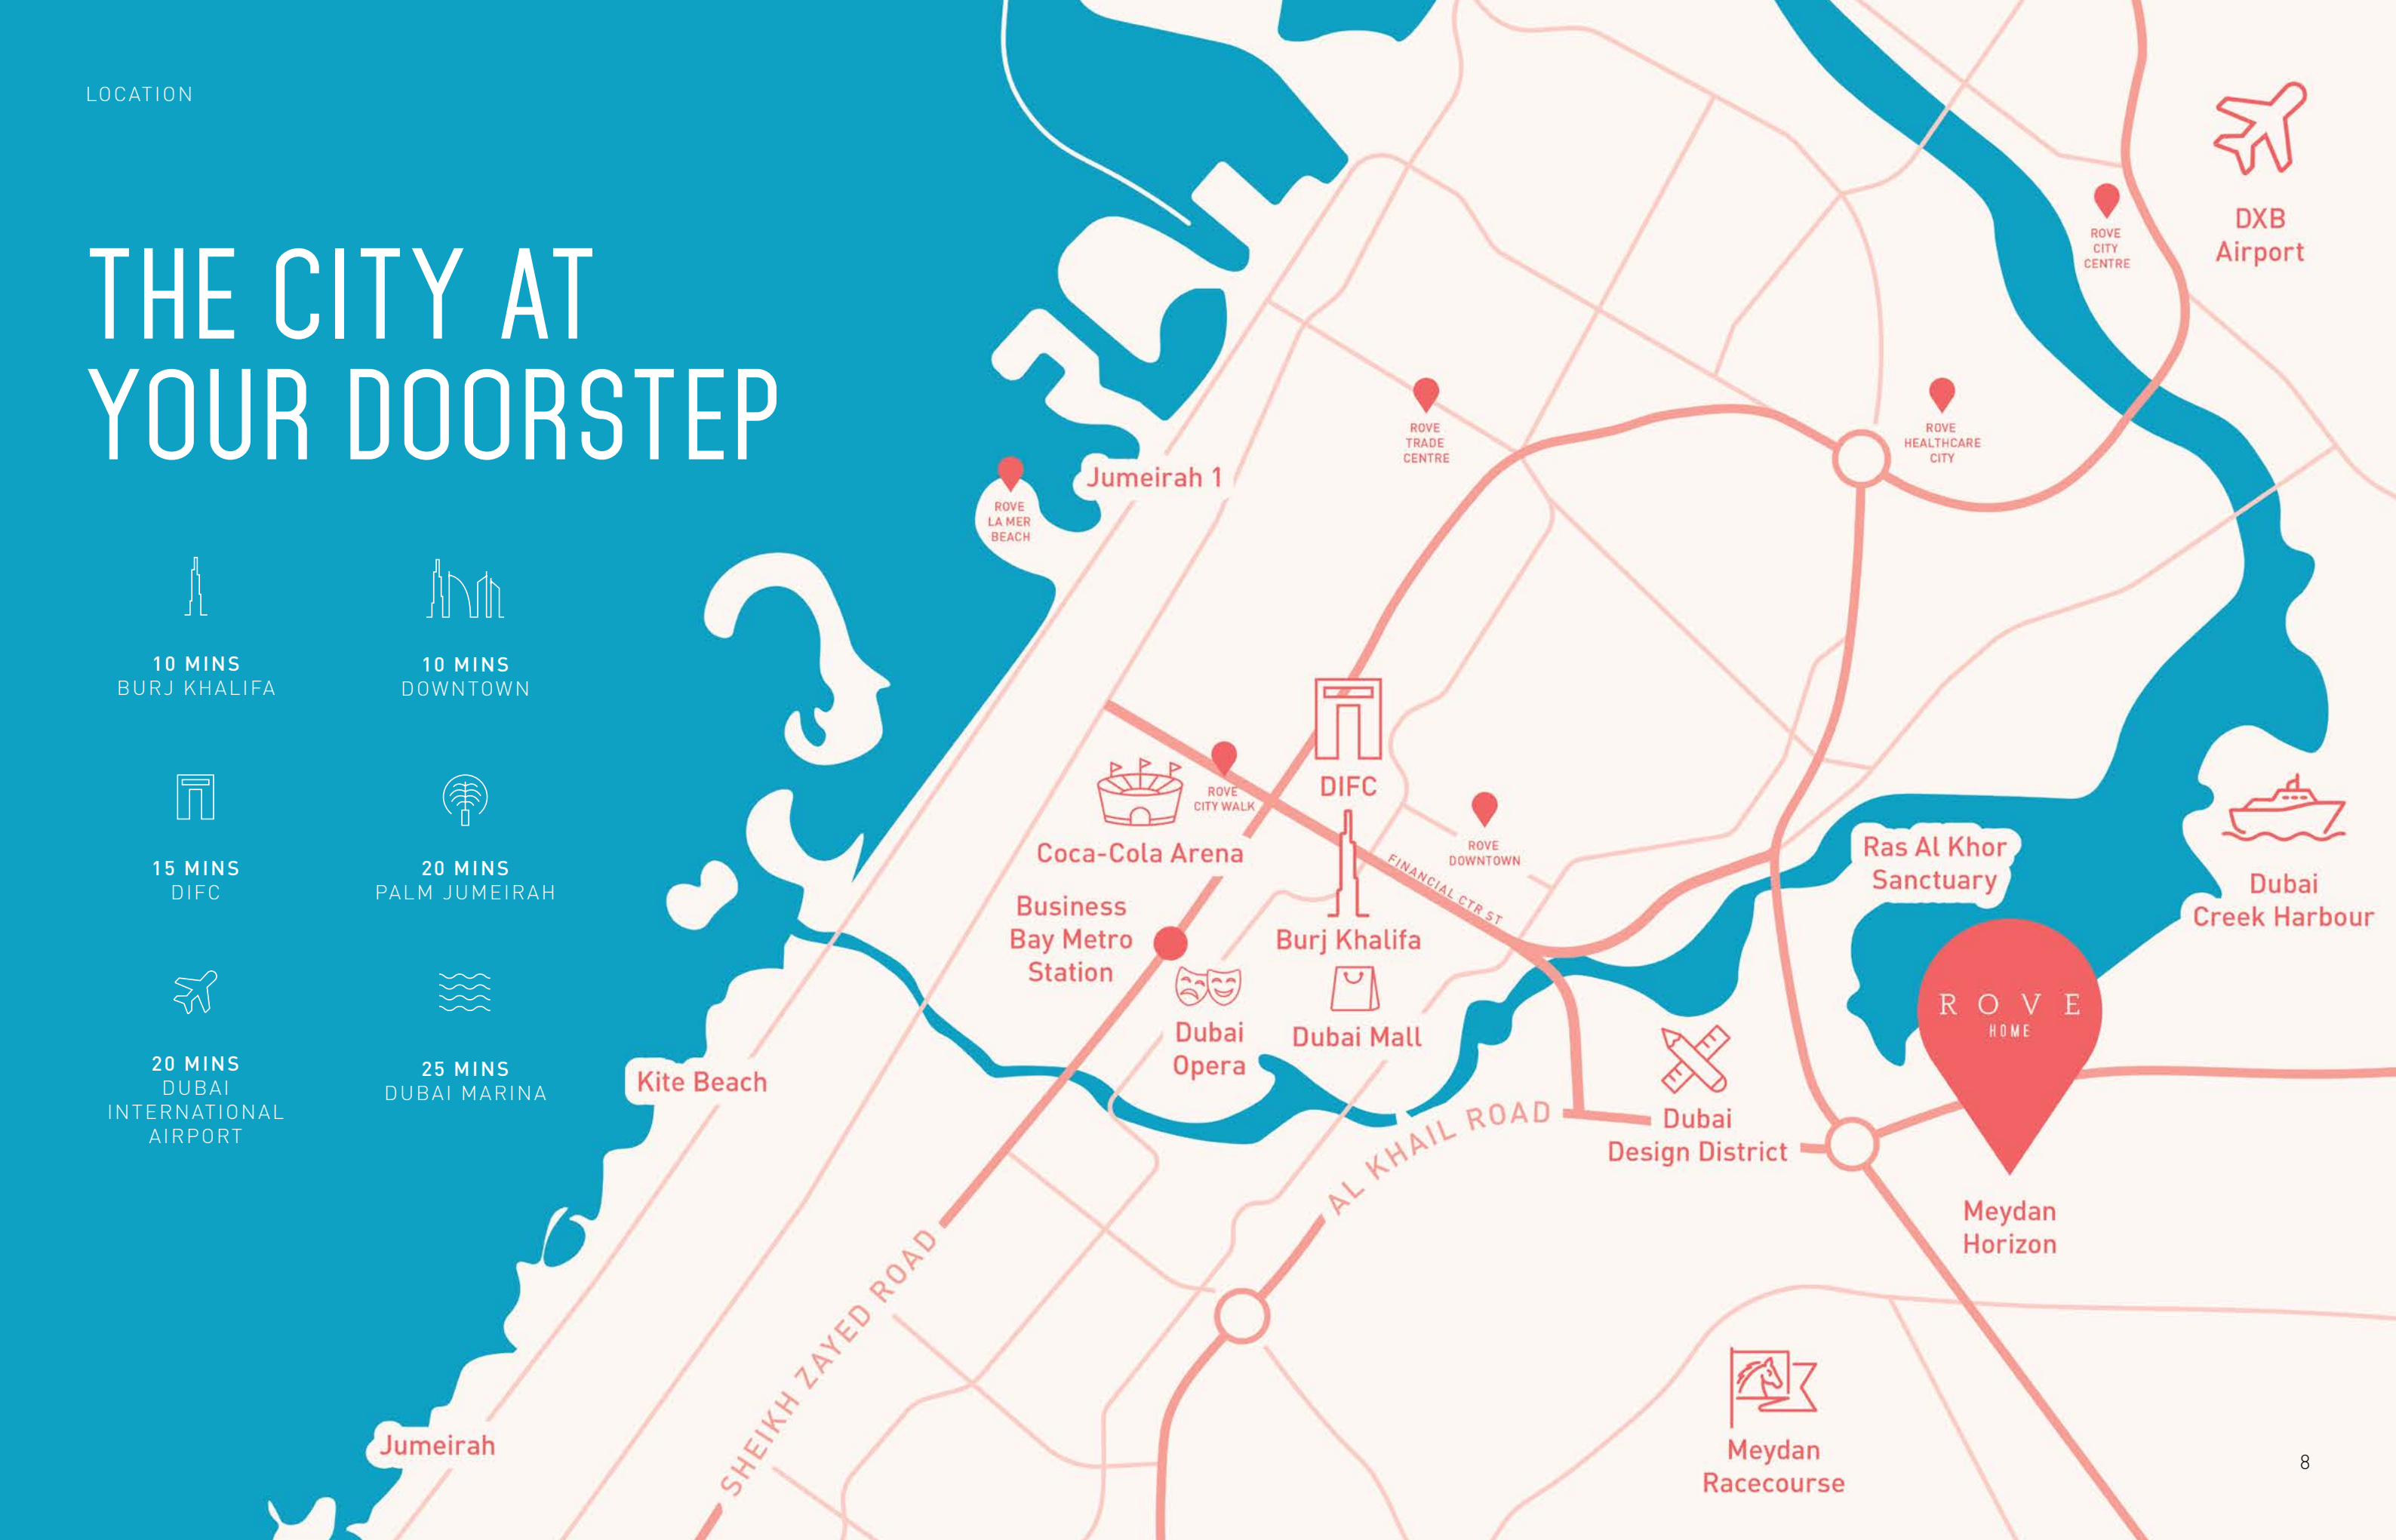 LOCATION
THE CITY AT
YOUR DOORSTEP
10 MINS
BURJ KHALIFA
10 MINS
DOWNTOWN
15 MINS
DIFC
20 MINS
PALM JUMEIRAH
20 MINS
DUBAI
INTERNATIONAL
AIRPORT
25 MINS
DUBAI MARINA
DXB
Airport
ROVE
CITY
CENTRE
ROVE
TRADE
CENTRE
ROVE
HEALTHCARE
CITY
Jumeirah 1
ROVE
LA MER
BEACH
DIFC
ROVE
CITY WALK
Coca-Cola Arena
ROVE
DOWNTOWN
FINANCIAL CTR ST
Ras Al Khor
Sanctuary
Dubai
Creek Harbour
Business
Bay Metro
Station
Burj Khalifa
Dubai
Opera
Dubai Mall
ROVE
HOME
Kite Beach
AL KHAIL ROAD
Dubai
Design District
Meydan
Horizon
SHEIKH ZAYED ROAD
Jumeirah
Meydan
Racecourse
8